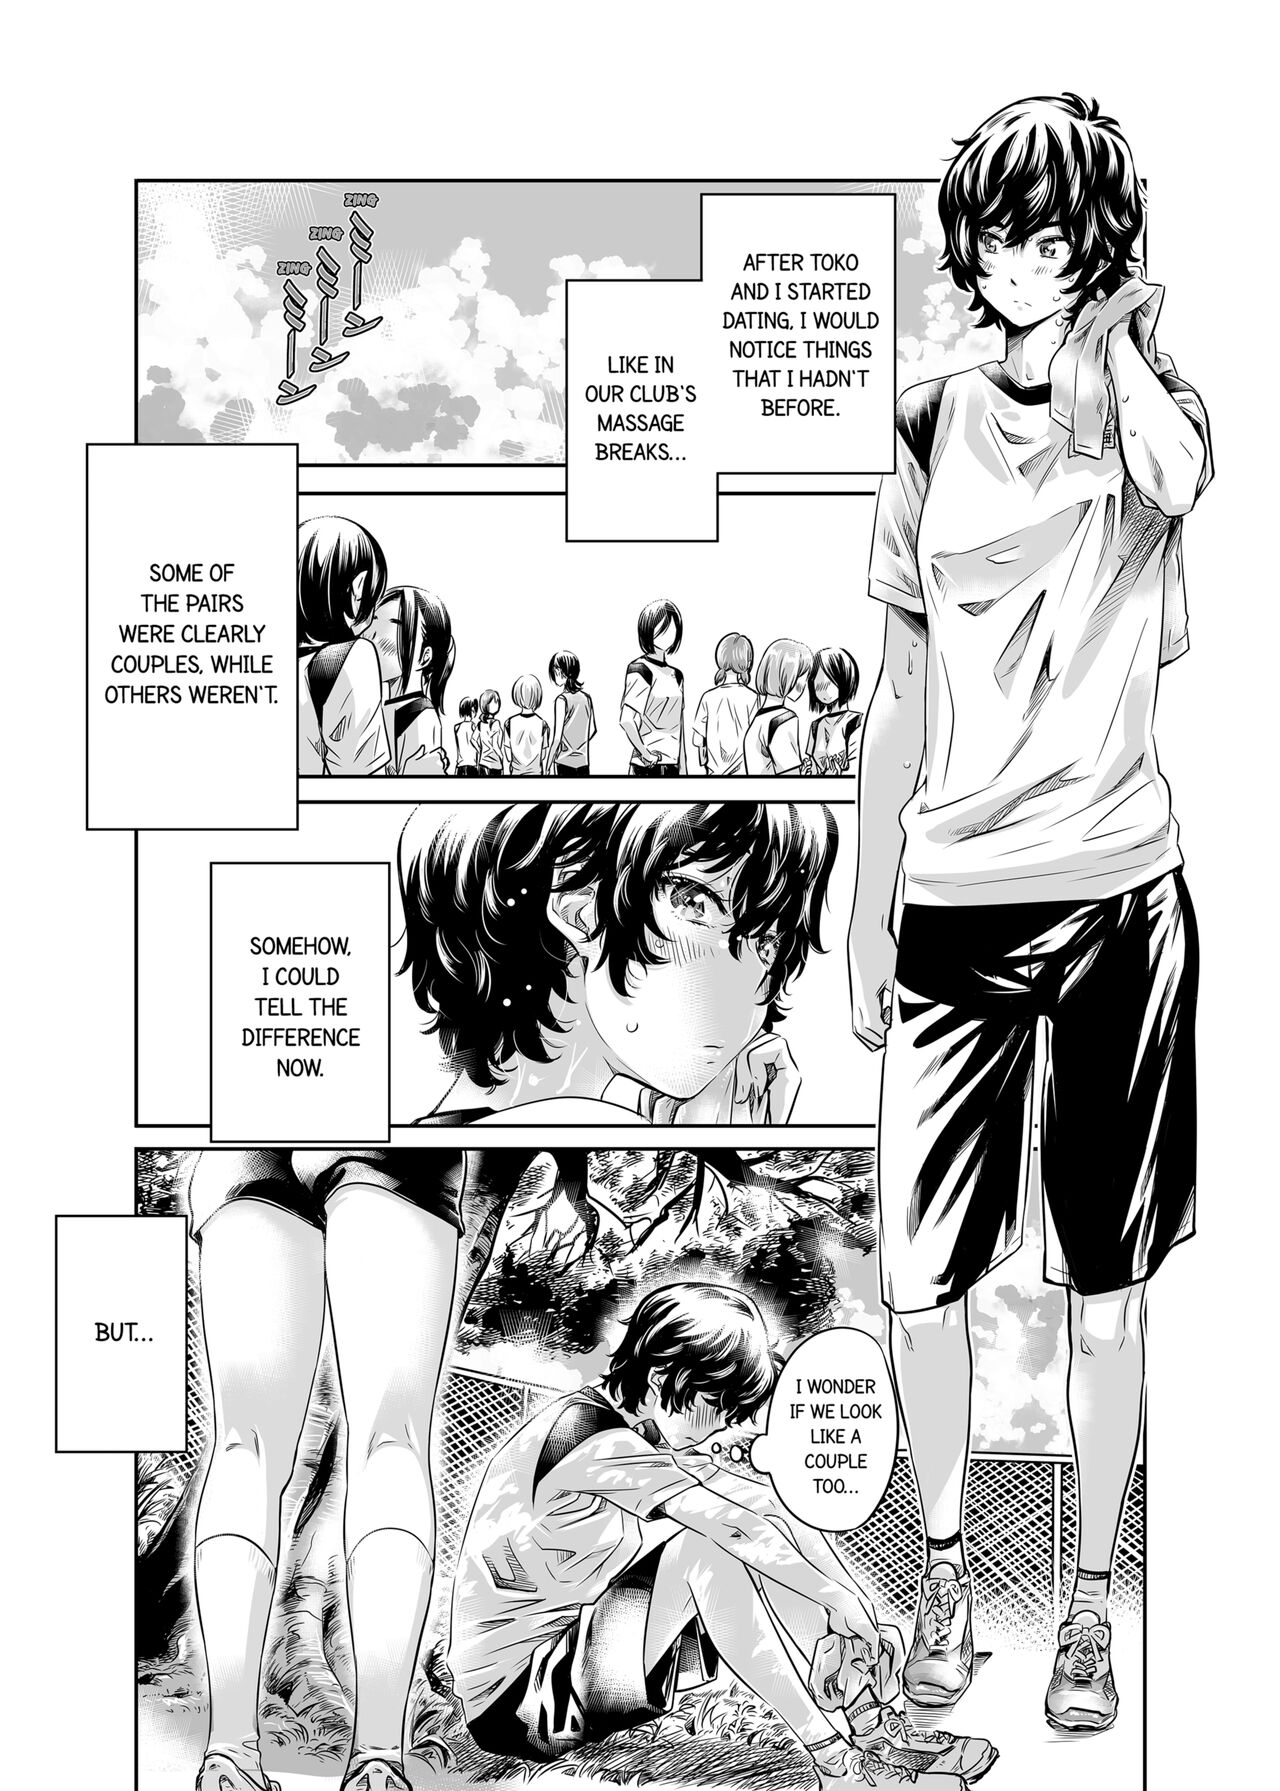 AFTER TOKO
AND I STARTED
DATING, I WOULD
NOTICE THINGS
THAT I HADN'T
BEFORE.
LIKE IN
OUR CLUB'S
MASSAGE
BREAKS...
ZING
ZING
ZING
ミーン
ミーン
ミーン
SOME OF
THE PAIRS
WERE CLEARLY
COUPLES, WHILE
OTHERS WEREN'T.
SOMEHOW,
I COULD
TELL THE
DIFFERENCE
NOW.
BUT...
I WONDER
IF WE LOOK
LIKE A
COUPLE
TOO...